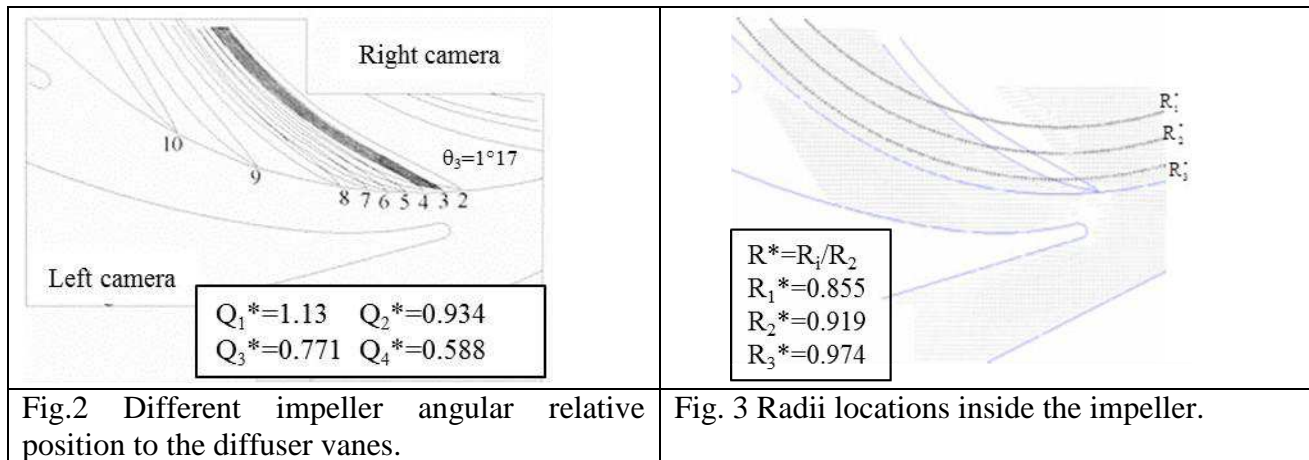 Right camera
θ₃=1°17
10
9
8 7 6 5 4 3 2
Left camera
Q₁*=1.13 Q₂*=0.934
Q₃*=0.771 Q₄*=0.588
Fig.2 Different impeller angular relative
position to the diffuser vanes.
R₁*
R₂*
R₃*
R*=Rᵢ/R₂
R₁*=0.855
R₂*=0.919
R₃*=0.974
Fig. 3 Radii locations inside the impeller.